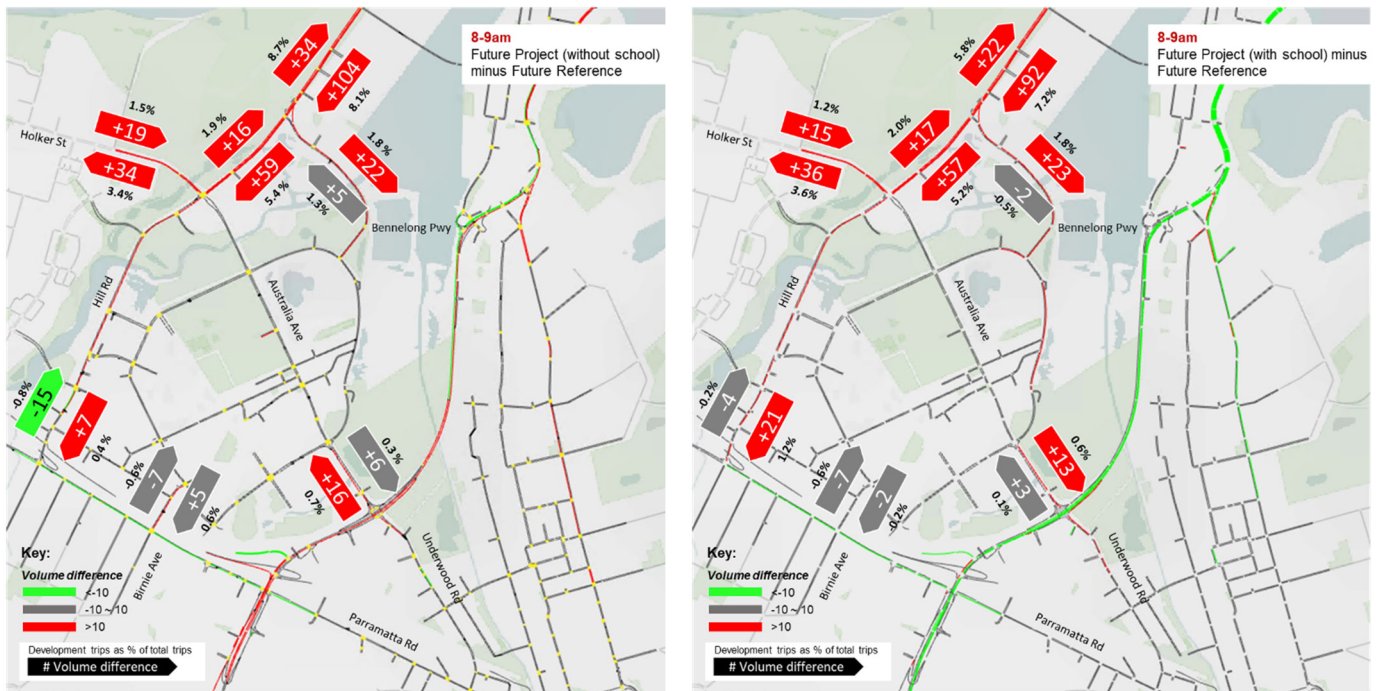 8-9am
Future Project (without school)
minus Future Reference
8.7%
+34
+104
8.1%
1.5%
+19
Holker St
+34
3.4%
1.9 %
+16
+59
5.4 %
1.8 %
+22
+5
1.3%
Bennelong Pwy
Hill Rd
Australia Ave
-0.8%
-15
+7
0.4 %
-0.6%
-7
+5
0.6%
0.3 %
+6
+16
0.7%
Birnie Ave
Underwood Rd
Parramatta Rd
Key:
Volume difference
<-10
-10 ~ 10
>10
Development trips as % of total trips
# Volume difference
8-9am
Future Project (with school) minus
Future Reference
5.8%
+22
+92
7.2%
1.2%
+15
Holker St
+36
3.6%
2.0%
+17
+57
5.2%
1.8%
+23
-2
-0.5%
Bennelong Pwy
Hill Rd
Australia Ave
-0.2%
-4
+21
1.2%
-0.6%
-7
-2
-0.2%
0.6%
+13
+3
0.1%
Birnie Ave
Underwood Rd
Parramatta Rd
Key:
Volume difference
<-10
-10 ~ 10
>10
Development trips as % of total trips
# Volume difference